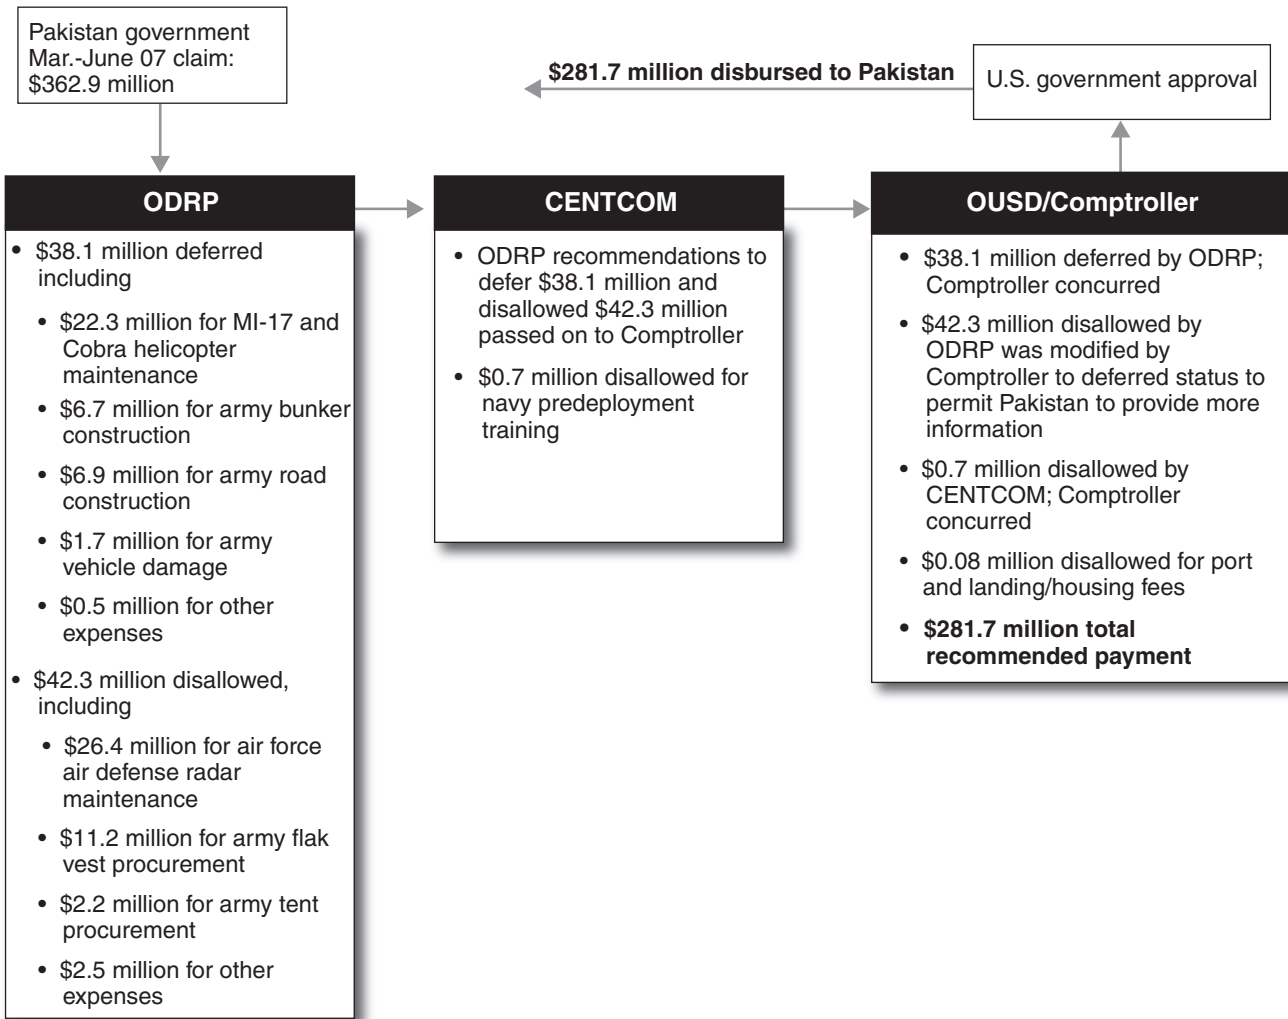 Pakistan government
Mar.-June 07 claim:
$362.9 million
$281.7 million disbursed to Pakistan
U.S. government approval
ODRP
• $38.1 million deferred
including
• $22.3 million for MI-17 and
Cobra helicopter
maintenance
• $6.7 million for army bunker
construction
• $6.9 million for army road
construction
• $1.7 million for army
vehicle damage
• $0.5 million for other
expenses
• $42.3 million disallowed,
including
• $26.4 million for air force
air defense radar
maintenance
• $11.2 million for army flak
vest procurement
• $2.2 million for army tent
procurement
• $2.5 million for other
expenses
CENTCOM
• ODRP recommendations to
defer $38.1 million and
disallowed $42.3 million
passed on to Comptroller
• $0.7 million disallowed for
navy predeployment
training
OUSD/Comptroller
• $38.1 million deferred by ODRP;
Comptroller concurred
• $42.3 million disallowed by
ODRP was modified by
Comptroller to deferred status to
permit Pakistan to provide more
information
• $0.7 million disallowed by
CENTCOM; Comptroller
concurred
• $0.08 million disallowed for port
and landing/housing fees
• $281.7 million total
recommended payment